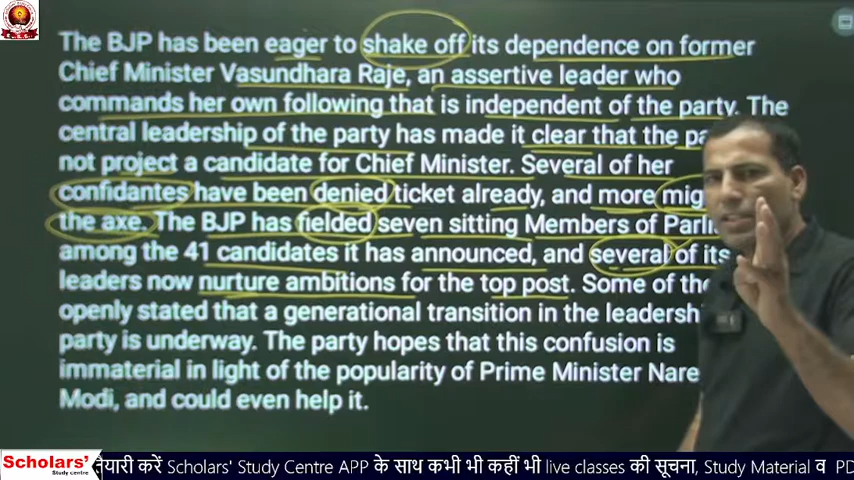 The BJP has been eager to shake off its dependence on former
Chief Minister Vasundhara Raje, an assertive leader who
commands her own following that is independent of the party. The
central leadership of the party has made it clear that the
not project a candidate for Chief Minister. Several of her
confidantes have been denied ticket already, and more
the axe. The BJP has fielded seven sitting Members of
among the 41 candidates it has announced, and several of its
leaders now nurture ambitions for the top post. Some of
openly stated that a generational transition in the
party is underway. The party hopes that this confusion is
immaterial in light of the popularity of Prime Minister
Modi, and could even help it.
Scholars'
Study centre
तैयारी करें Scholars' Study Centre APP के साथ कभी भी कहीं भी live classes की सूचना, Study Material व